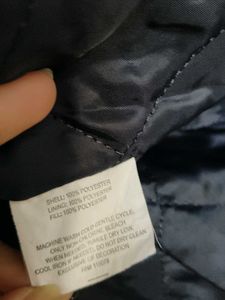 SHELL: 100% POLYESTER
LINING: 100% POLYESTER
FILL: 100% POLYESTER
MACHINE WASH COLD GENTLE CYCLE,
ONLY NON CHLORINE BLEACH
WHEN NEEDED, TUMBLE DRY LOW,
COOL IRON IF NEEDED, DO NOT DRY CLEAN
EXCLUSIVE OF DECORATION
RN#